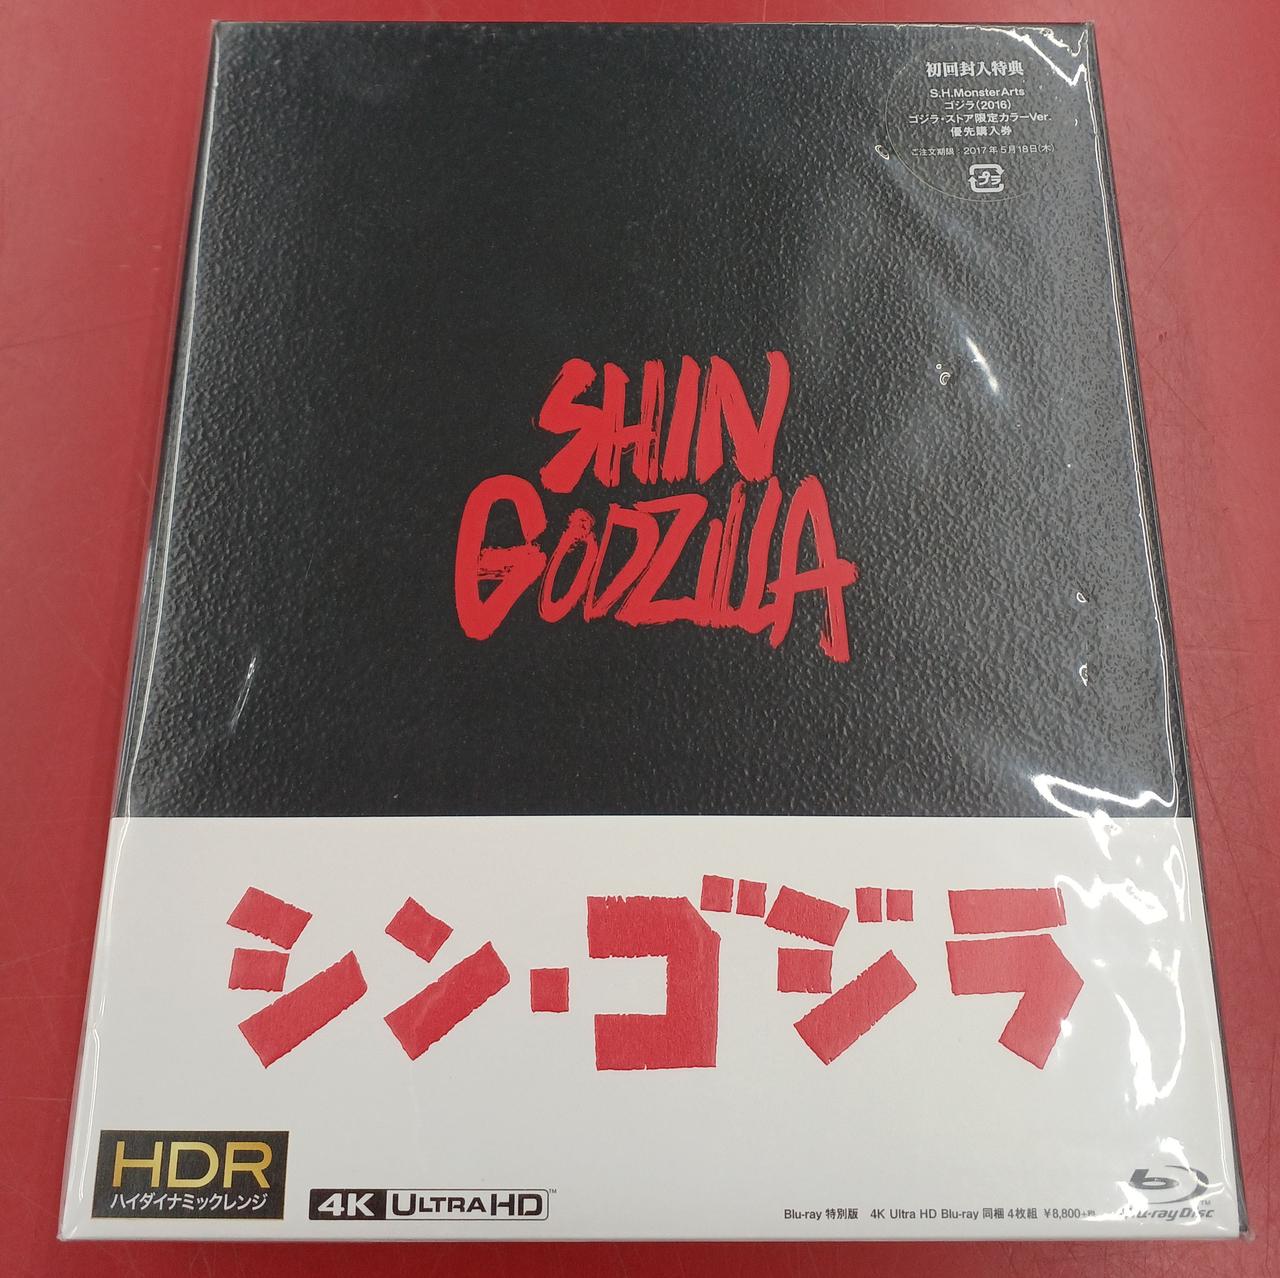 初回封入特典
S.H.MonsterArts
ゴジラ(2016)
ゴジラ・ストア限定カラーVer.
優先購入券
ご注文期限：2017年5月18日(木)
プラ
SHIN
GODZILLA
シン・ゴジラ
HDR
ハイダイナミックレンジ
4K ULTRA HD™
Blu-ray 特別版 4K Ultra HD Blu-ray 同梱 4枚組 ¥8,800+税
Blu-ray Disc™